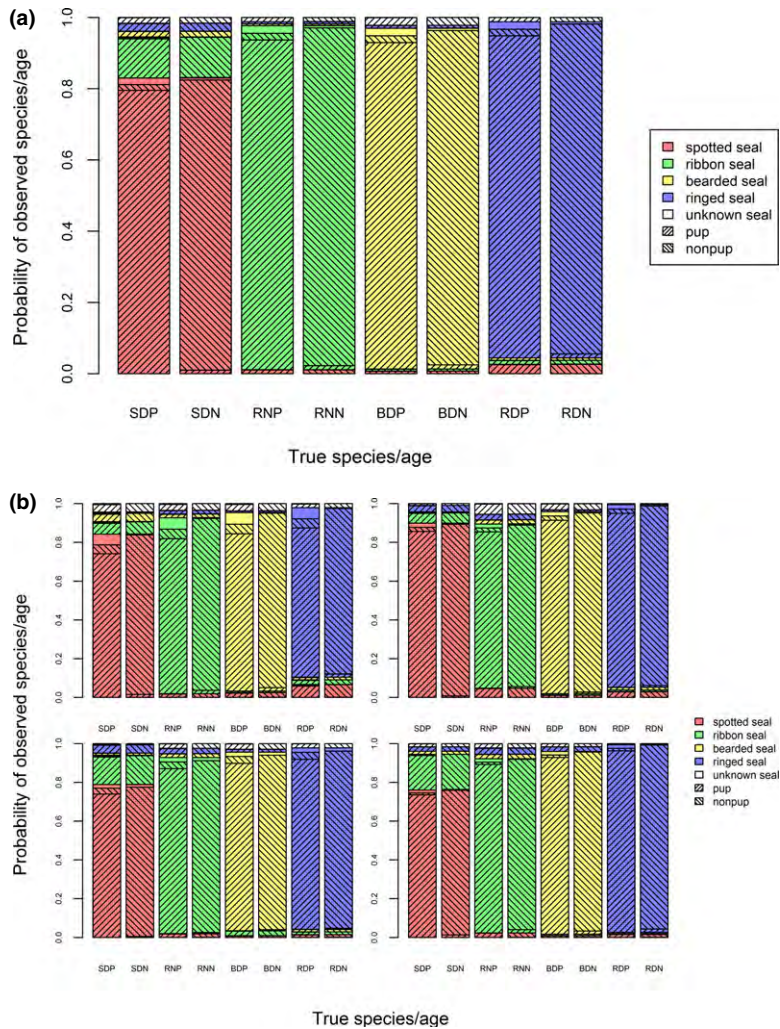 (a)
Probability of observed species/age
1.0
0.8
0.6
0.4
0.2
0.0
SDP SDN RNP RNN BDP BDN RDP RDN
True species/age
spotted seal
ribbon seal
bearded seal
ringed seal
unknown seal
pup
nonpup
(b)
Probability of observed species/age
1.0
0.8
0.6
0.4
0.2
0.0
SDP SDN RNP RNN BDP BDN RDP RDN
1.0
0.8
0.6
0.4
0.2
0.0
SDP SDN RNP RNN BDP BDN RDP RDN
1.0
0.8
0.6
0.4
0.2
0.0
SDP SDN RNP RNN BDP BDN RDP RDN
1.0
0.8
0.6
0.4
0.2
0.0
SDP SDN RNP RNN BDP BDN RDP RDN
spotted seal
ribbon seal
bearded seal
ringed seal
unknown seal
pup
nonpup
True species/age